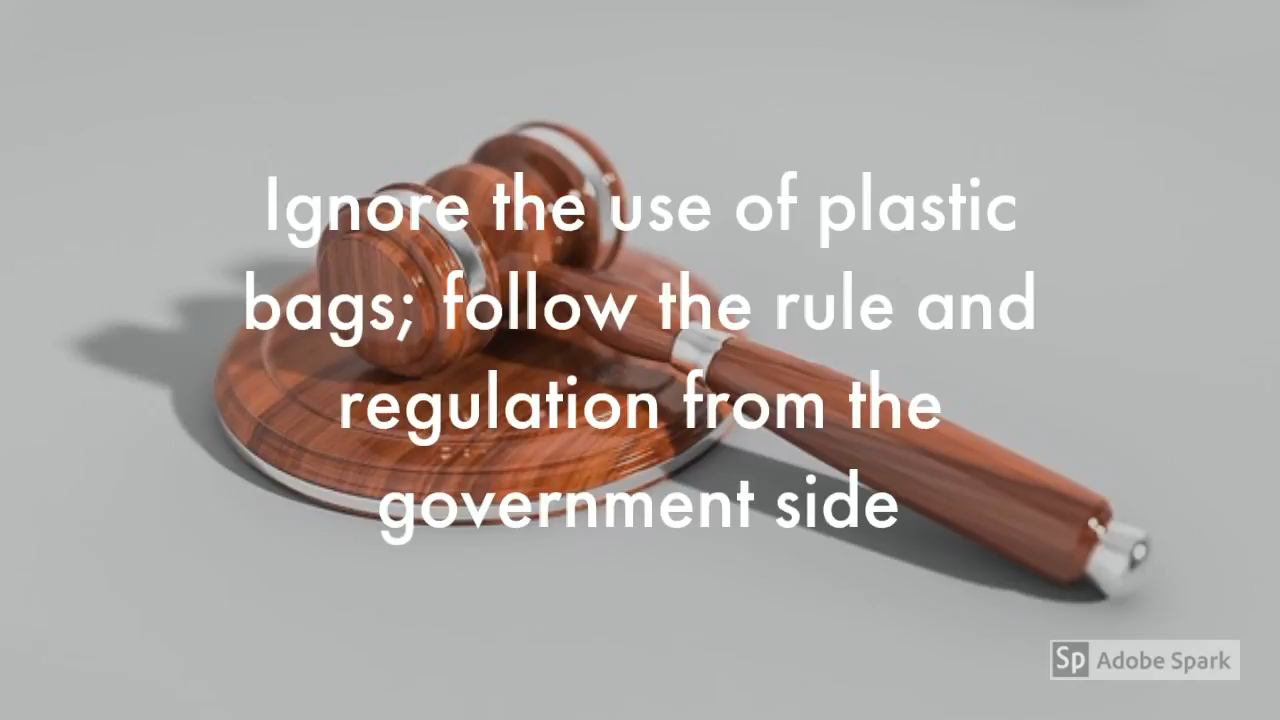 Ignore the use of plastic
bags; follow the rule and
regulation from the
government side
Sp Adobe Spark